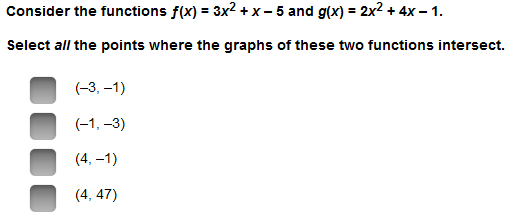 Consider the functions f(x) = 3x² + x – 5 and g(x) = 2x² + 4x – 1.
Select all the points where the graphs of these two functions intersect.
(–3, –1)
(–1, –3)
(4, –1)
(4, 47)